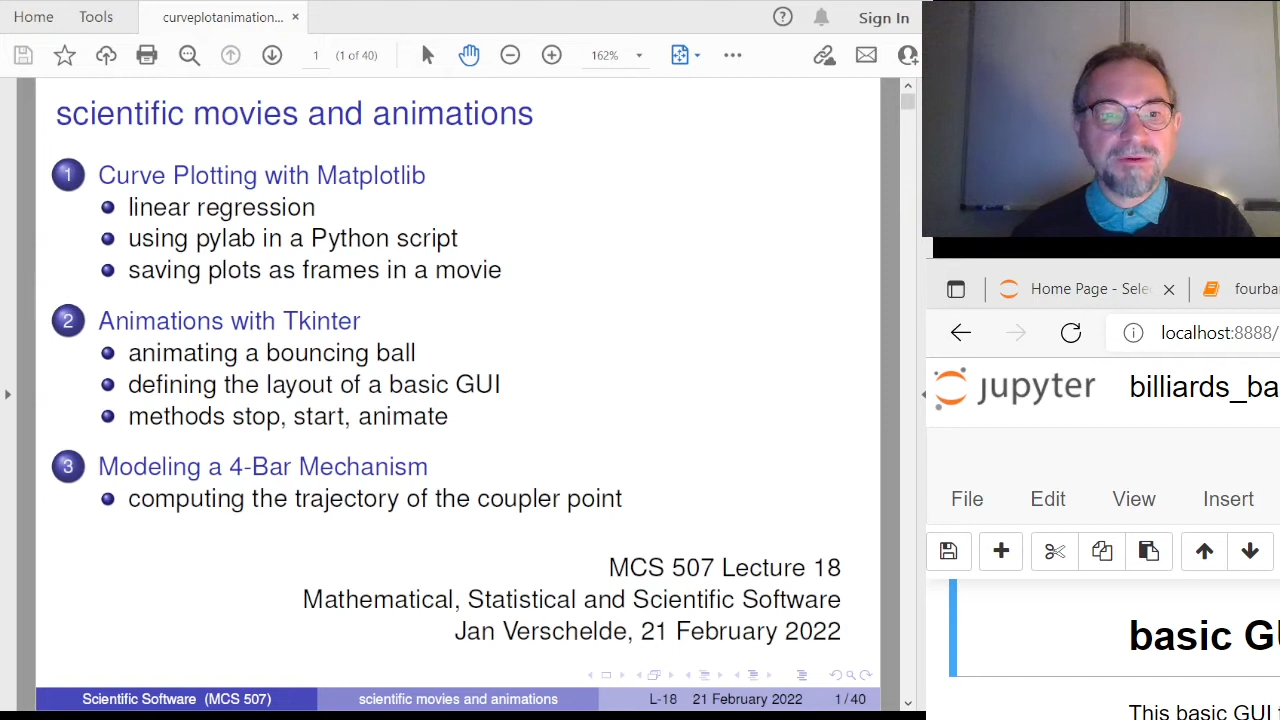 Home Tools curveplotanimation... × Sign In
1 (1 of 40) 162%
scientific movies and animations
1 Curve Plotting with Matplotlib
linear regression
using pylab in a Python script
saving plots as frames in a movie
2 Animations with Tkinter
animating a bouncing ball
defining the layout of a basic GUI
methods stop, start, animate
3 Modeling a 4-Bar Mechanism
computing the trajectory of the coupler point
MCS 507 Lecture 18
Mathematical, Statistical and Scientific Software
Jan Verschelde, 21 February 2022
Scientific Software (MCS 507) scientific movies and animations L-18 21 February 2022 1 / 40
Home Page - Sele × fourba
localhost:8888/
jupyter billiards_ba
File Edit View Insert
basic GU
This basic GUI